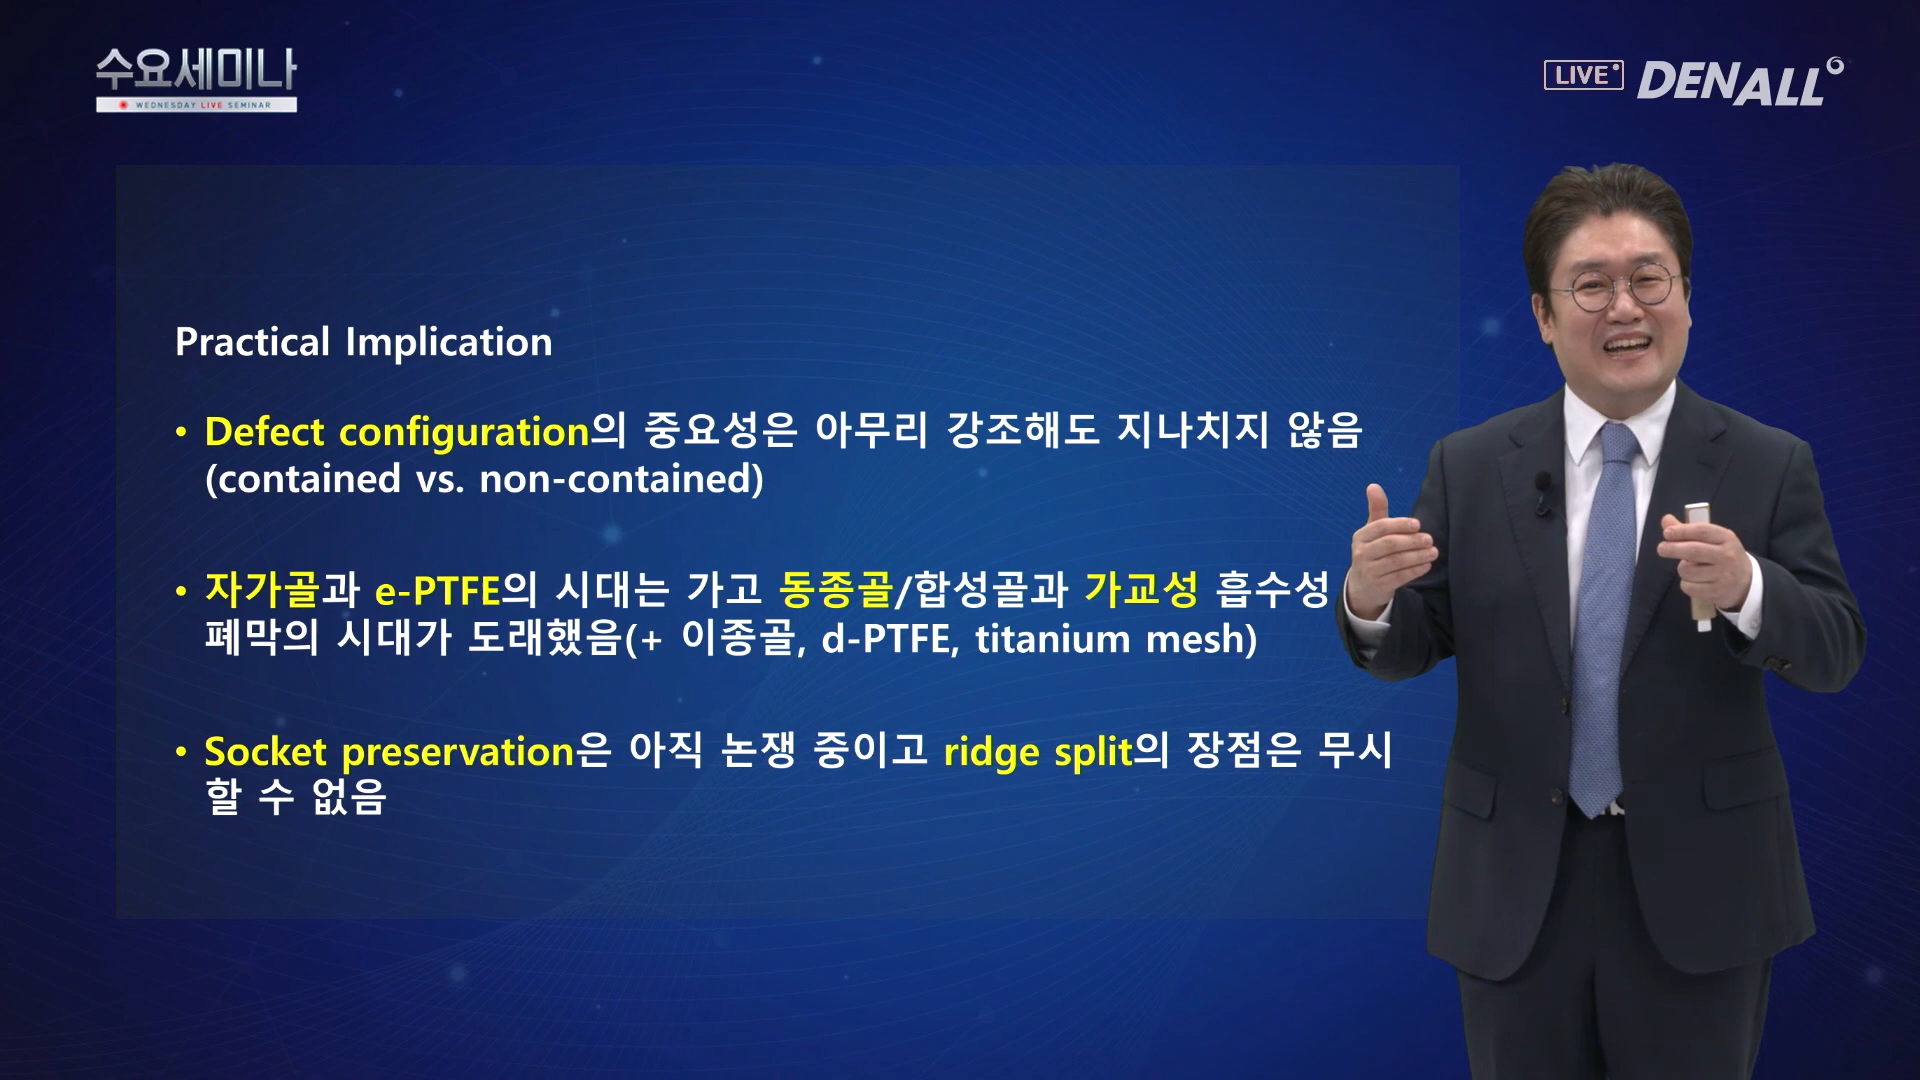 수요세미나
WEDNESDAY LIVE SEMINAR
LIVE
DENALL
Practical Implication
• Defect configuration의 중요성은 아무리 강조해도 지나치지 않음
(contained vs. non-contained)
• 자가골과 e-PTFE의 시대는 가고 동종골/합성골과 가교성 흡수성
폐막의 시대가 도래했음(+ 이종골, d-PTFE, titanium mesh)
• Socket preservation은 아직 논쟁 중이고 ridge split의 장점은 무시
할 수 없음